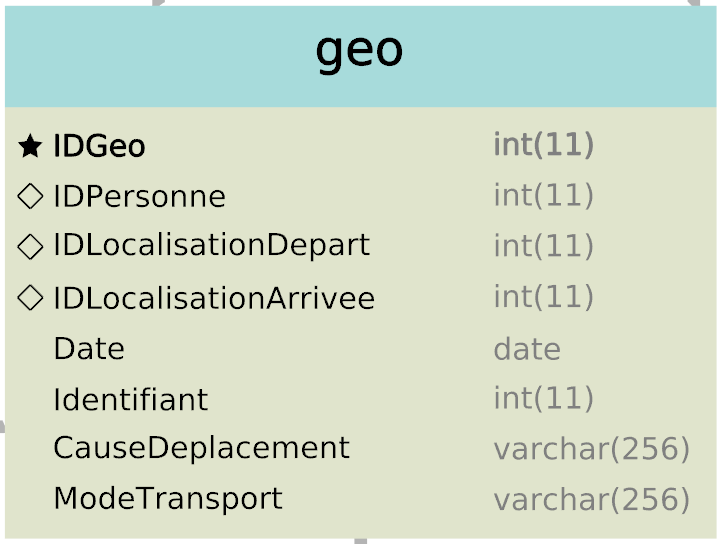 geo
IDGeo int(11)
IDPersonne int(11)
IDLocalisationDepart int(11)
IDLocalisationArrivee int(11)
Date date
Identifiant int(11)
CauseDeplacement varchar(256)
ModeTransport varchar(256)